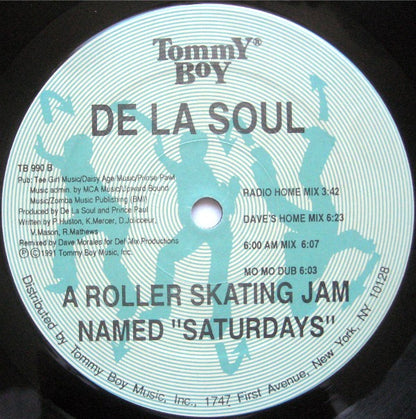 TOMMY® BOY
DE LA SOUL
TB 990 B
Pub: Tee Girl Music/Daisy Age Music/Prinse Pawl
Music admin. by MCA Music/Upward Bound
Music/Zomba Music Publishing (BMI)
Produced by De La Soul and Prince Paul
Written by P. Huston, K.Mercer, D.Jolicoeur,
V.Mason, R.Mathews
Remixed by Dave Morales for Def Mix Productions
Ⓟ © 1991 Tommy Boy Music, Inc.
RADIO HOME MIX 3:42
DAVE'S HOME MIX 6:23
6:00 AM MIX 6:07
MO MO DUB 6:03
A ROLLER SKATING JAM
NAMED "SATURDAYS"
Distributed by Tommy Boy Music, Inc., 1747 First Avenue, New York, NY 10128